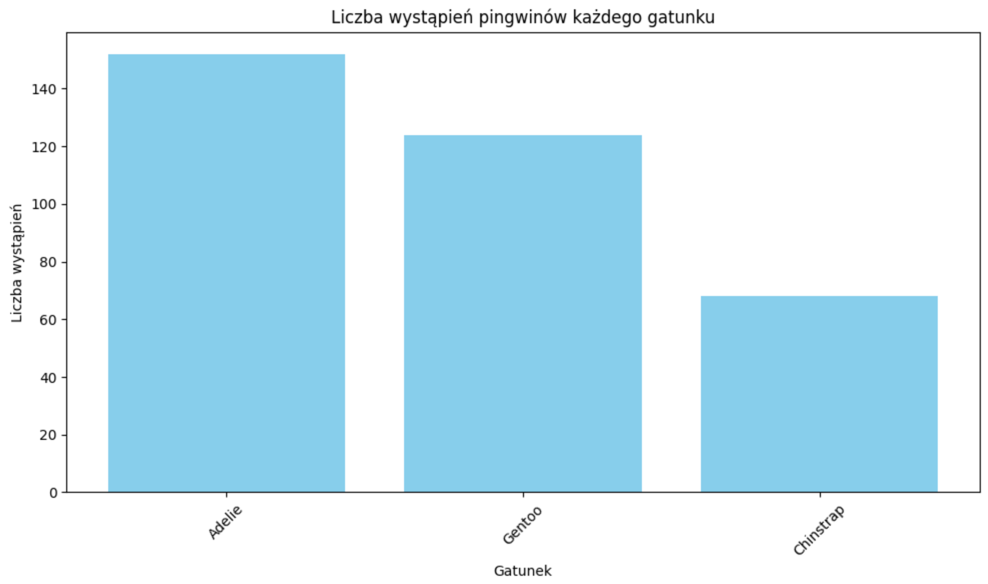 Liczba wystąpień pingwinów każdego gatunku
Liczba wystąpień
140
120
100
80
60
40
20
0
Adelie
Gentoo
Chinstrap
Gatunek